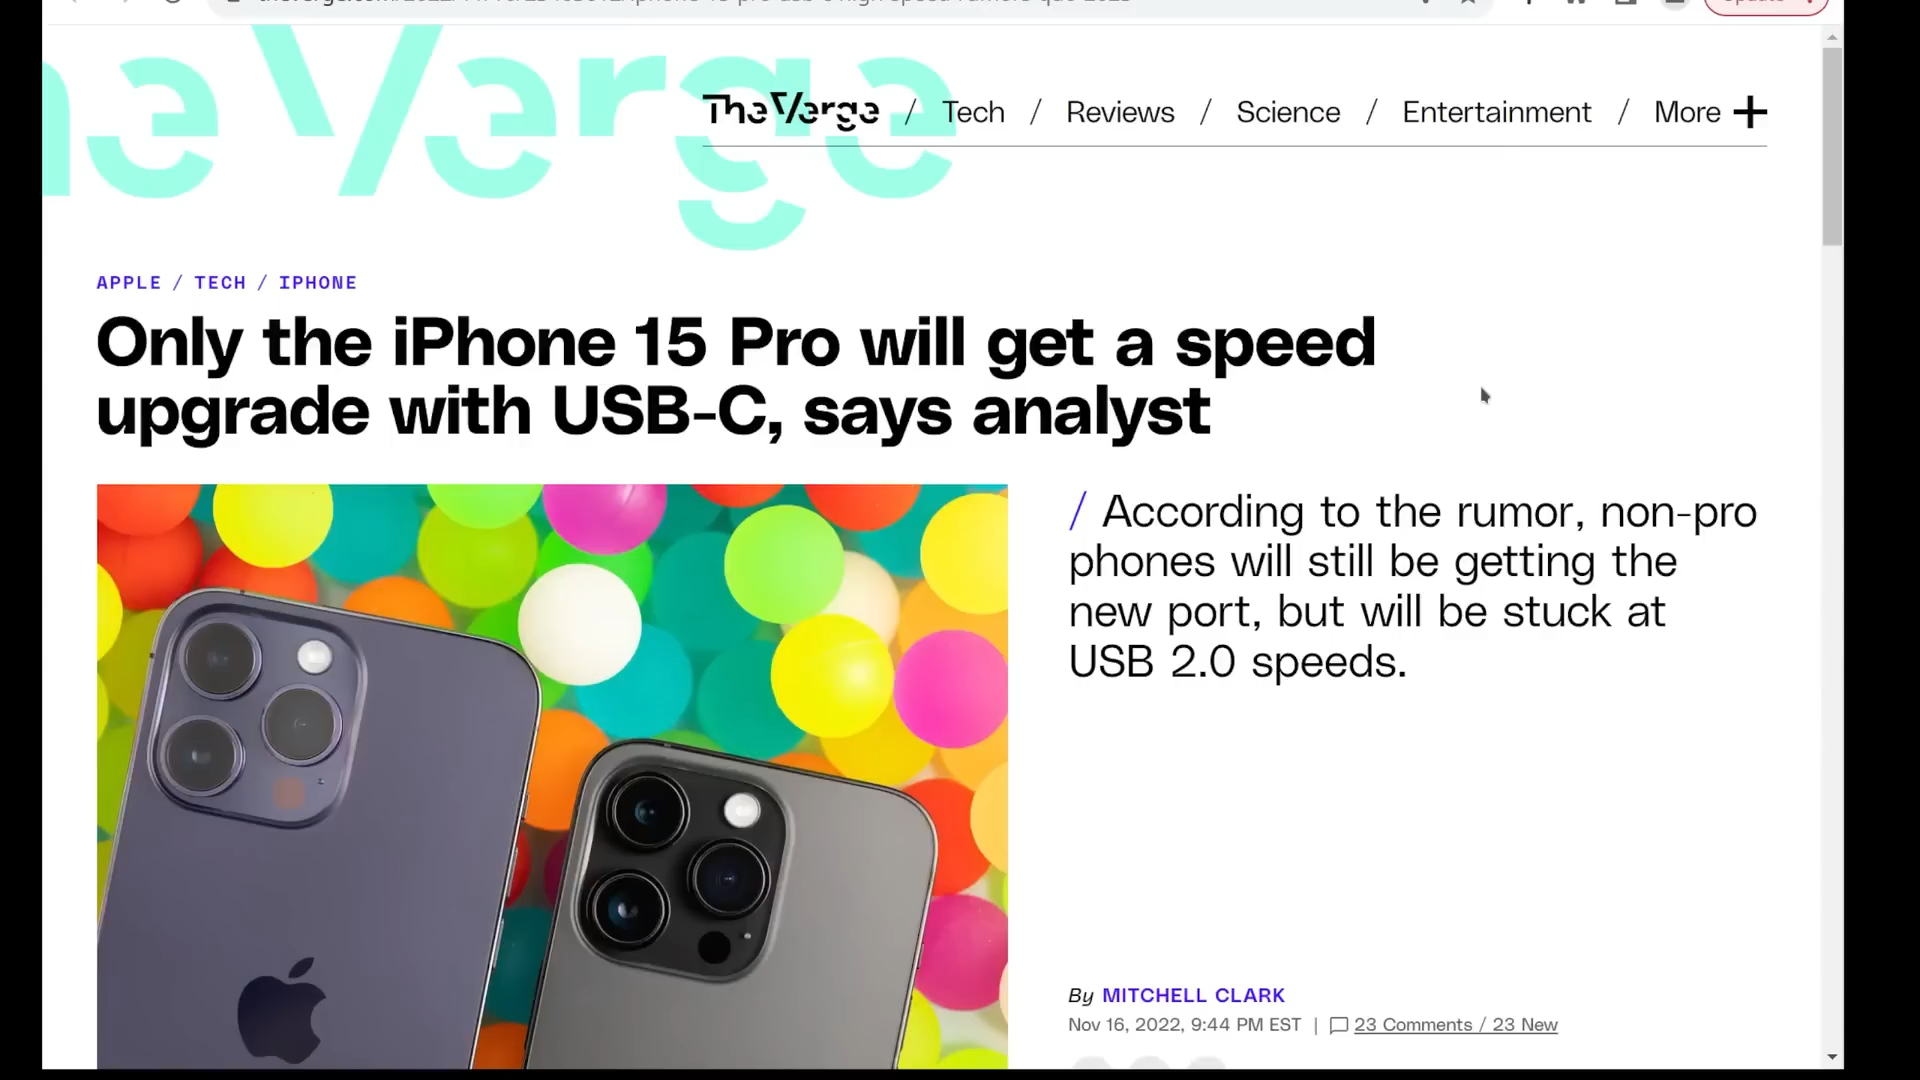 he Verge
The Verge / Tech / Reviews / Science / Entertainment / More +
APPLE / TECH / IPHONE
Only the iPhone 15 Pro will get a speed
upgrade with USB-C, says analyst
/ According to the rumor, non-pro
phones will still be getting the
new port, but will be stuck at
USB 2.0 speeds.
By MITCHELL CLARK
Nov 16, 2022, 9:44 PM EST | 23 Comments / 23 New